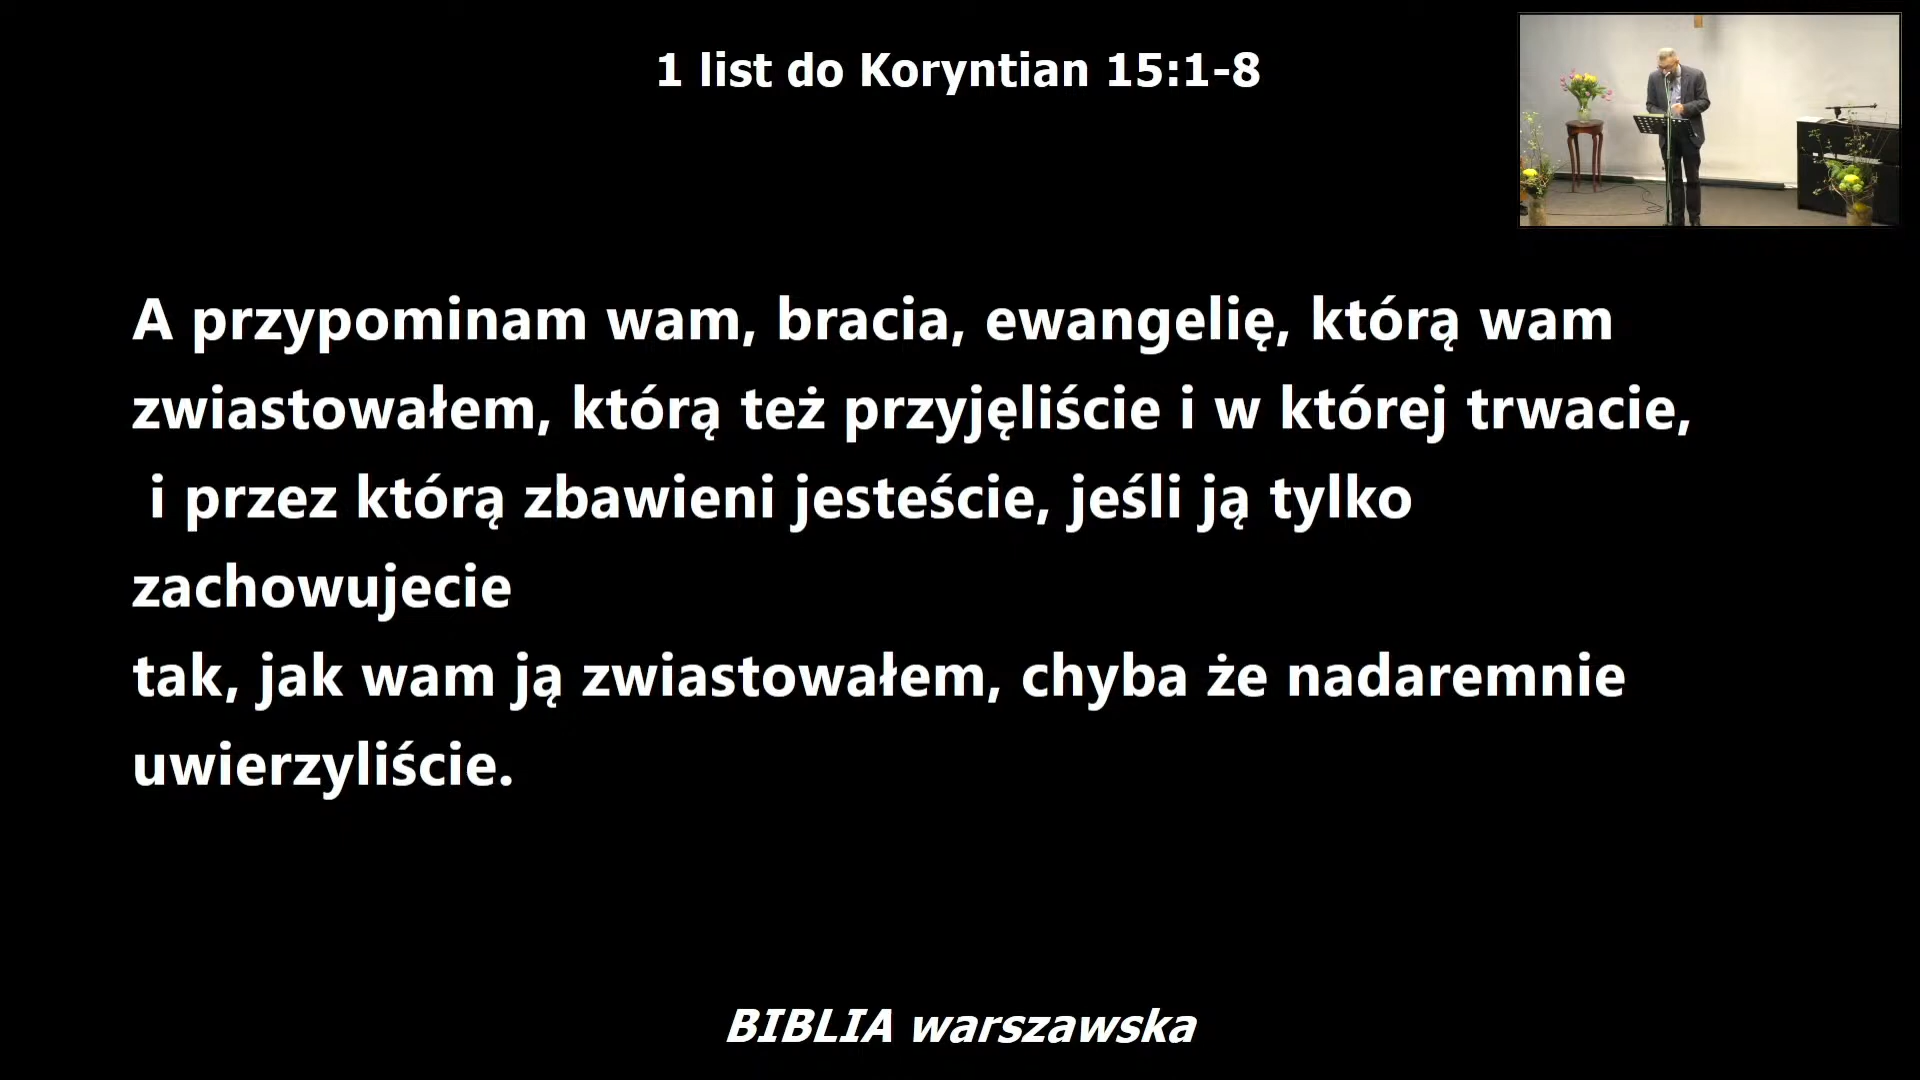 1 list do Koryntian 15:1-8
A przypominam wam, bracia, ewangelię, którą wam
zwiastowałem, którą też przyjęliście i w której trwacie,
i przez którą zbawieni jesteście, jeśli ją tylko
zachowujecie
tak, jak wam ją zwiastowałem, chyba że nadaremnie
uwierzyliście.
BIBLIA warszawska